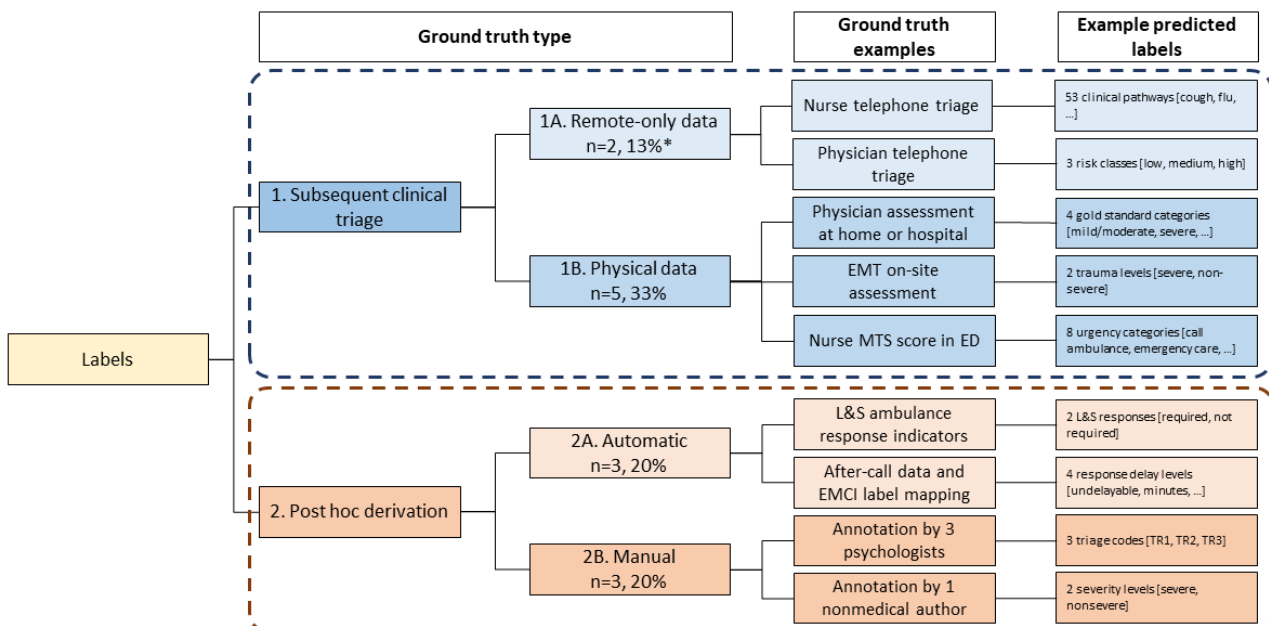 Ground truth type
Ground truth
examples
Example predicted
labels
Labels
1. Subsequent clinical
triage
1A. Remote-only data
n=2, 13%*
Nurse telephone triage
53 clinical pathways [cough, flu,
...]
Physician telephone
triage
3 risk classes [low, medium, high]
1B. Physical data
n=5, 33%
Physician assessment
at home or hospital
4 gold standard categories
[mild/moderate, severe, ...]
EMT on-site
assessment
2 trauma levels [severe, non-
severe]
Nurse MTS score in ED
8 urgency categories [call
ambulance, emergency care, ...]
2. Post hoc derivation
2A. Automatic
n=3, 20%
L&S ambulance
response indicators
2 L&S responses [required, not
required]
After-call data and
EMCI label mapping
4 response delay levels
[undelayable, minutes, ...]
2B. Manual
n=3, 20%
Annotation by 3
psychologists
3 triage codes [TR1, TR2, TR3]
Annotation by 1
nonmedical author
2 severity levels [severe,
nonsevere]